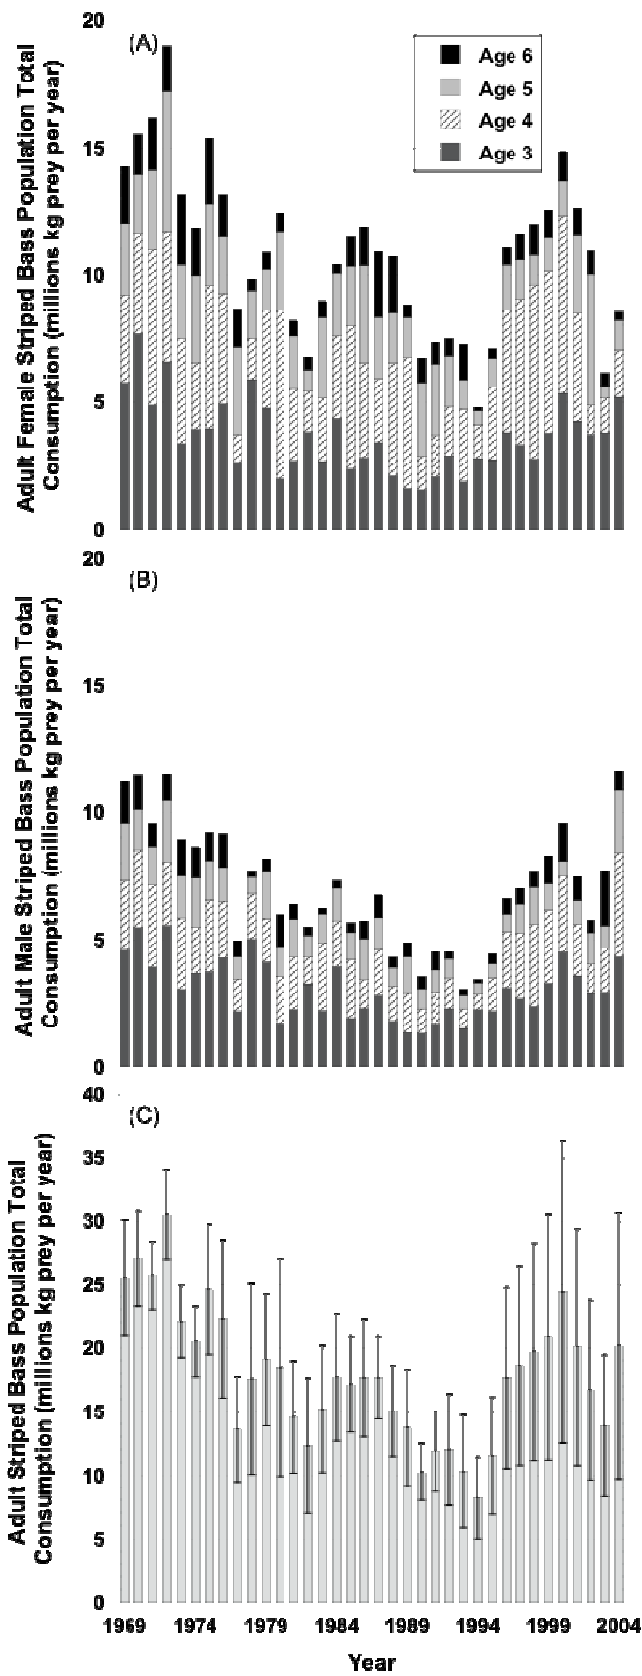 20
(A)
Age 6
Age 5
Age 4
Age 3
15
10
5
0
Adult Female Striped Bass Population Total
Consumption (millions kg prey per year)
20
(B)
15
10
5
0
Adult Male Striped Bass Population Total
Consumption (millions kg prey per year)
40
(C)
35
30
25
20
15
10
5
0
Adult Striped Bass Population Total
Consumption (millions kg prey per year)
1969 1974 1979 1984 1989 1994 1999 2004
Year